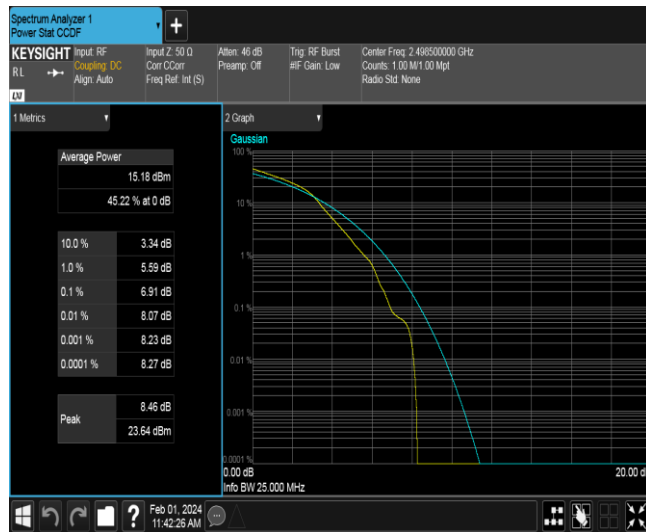 Spectrum Analyzer 1
Power Stat CCDF
+
KEYSIGHT
RL
LXI
Input: RF
Coupling: DC
Align: Auto
Input Z: 50 Ω
Corr CCorr
Freq Ref: Int (S)
Atten: 46 dB
Preamp: Off
Trig: RF Burst
#IF Gain: Low
Center Freq: 2.498500000 GHz
Counts: 1.00 M/1.00 Mpt
Radio Std: None
1 Metrics
Average Power
15.18 dBm
45.22 % at 0 dB
10.0 % 3.34 dB
1.0 % 5.59 dB
0.1 % 6.91 dB
0.01 % 8.07 dB
0.001 % 8.23 dB
0.0001 % 8.27 dB
Peak
8.46 dB
23.64 dBm
2 Graph
Gaussian
100 %
10 %
1 %
0.1 %
0.01 %
0.001 %
0.0001 %
0.00 dB
20.00 d
Info BW 25.000 MHz
?
Feb 01, 2024
11:42:26 AM